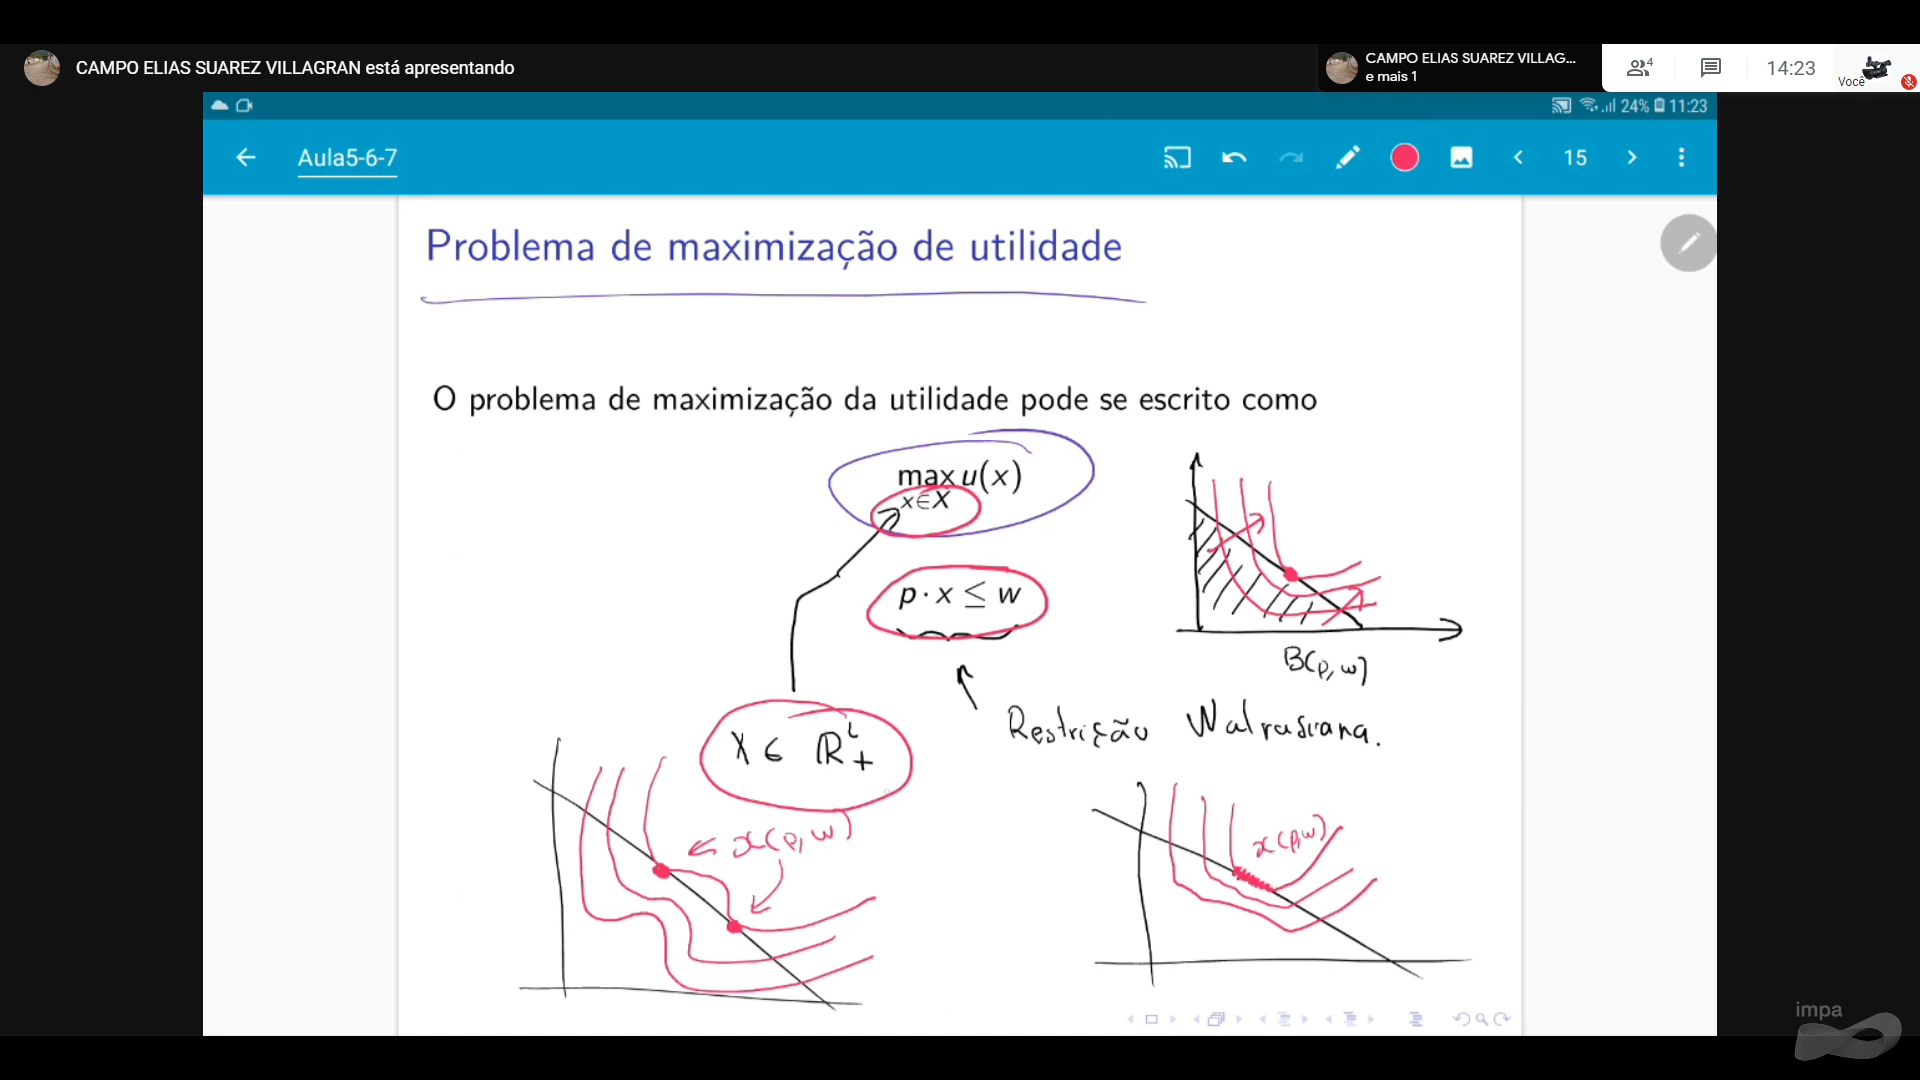 CAMPO ELIAS SUAREZ VILLAGRAN está apresentando
CAMPO ELIAS SUAREZ VILLAG...
e mais 1
4
14:23
Você
24% 11:23
Aula5-6-7
15
Problema de maximização de utilidade
O problema de maximização da utilidade pode se escrito como
max u(x)
x∈X
p · x ≤ w
B(p, w)
Restrição Walrasiana.
X ∈ ℝ^L_+
x(p, w)
x(p,w)
impa